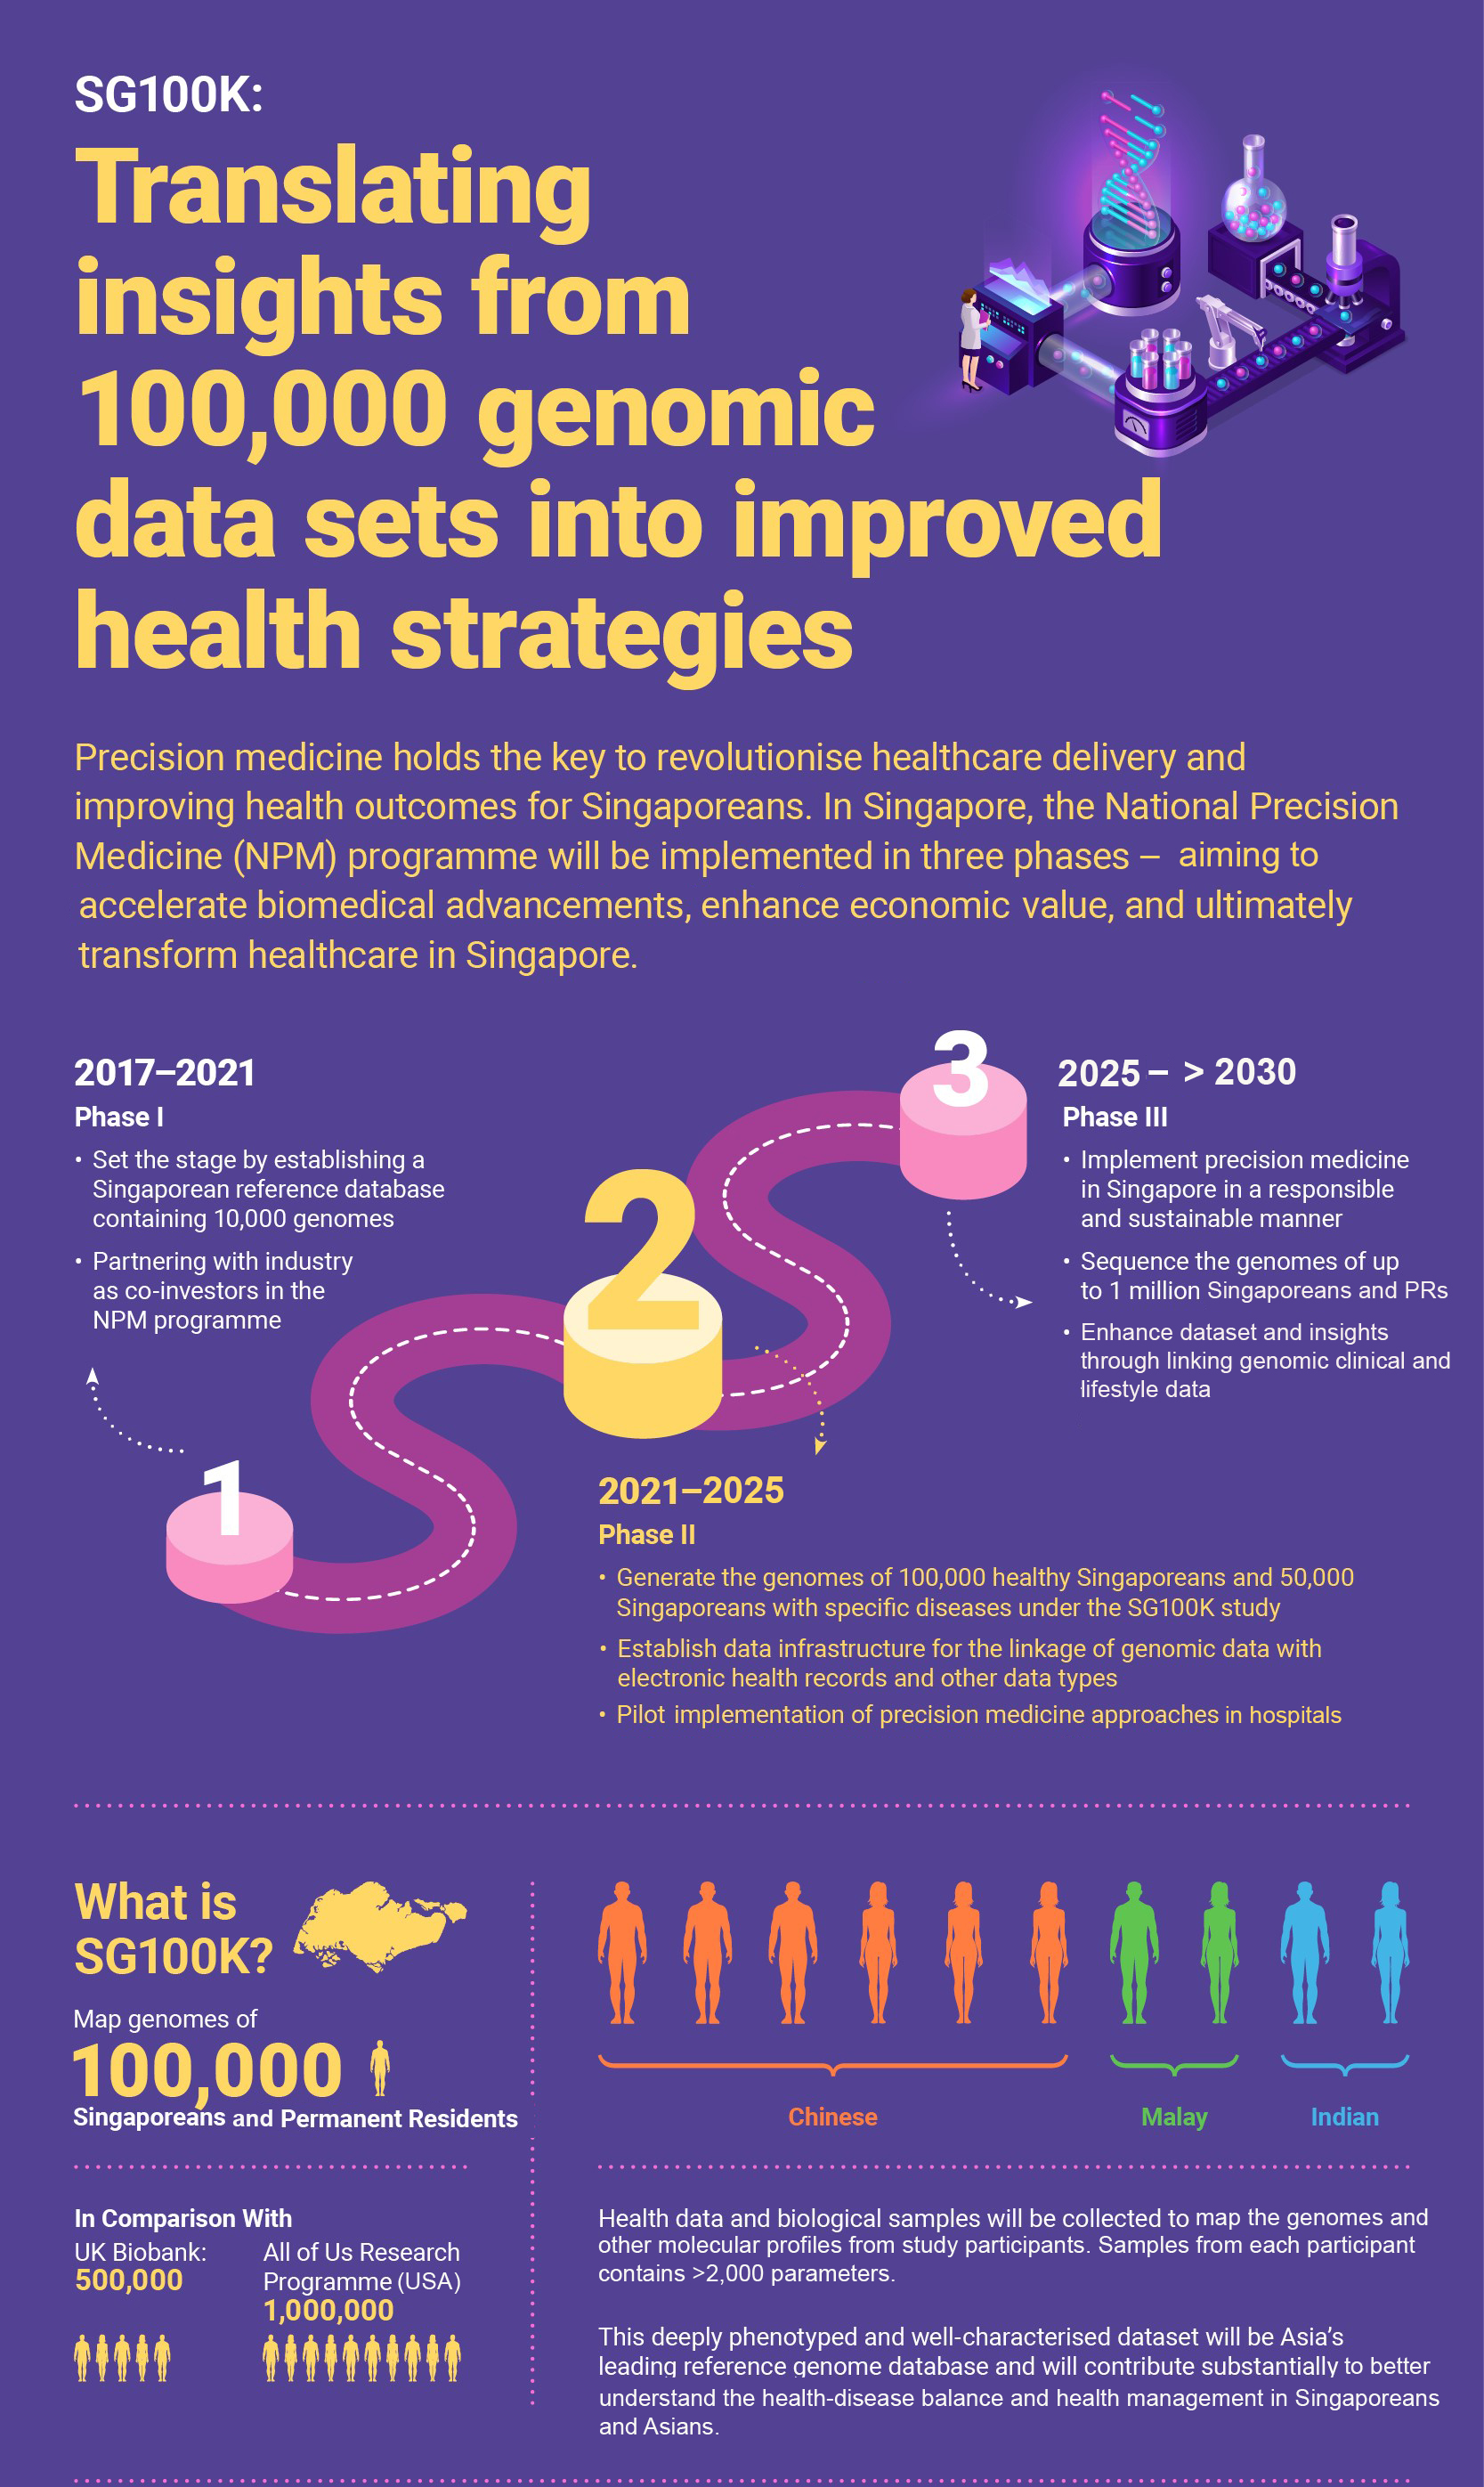 SG100K:
Translating
insights from
100,000 genomic
data sets into improved
health strategies
Precision medicine holds the key to revolutionise healthcare delivery and
improving health outcomes for Singaporeans. In Singapore, the National Precision
Medicine (NPM) programme will be implemented in three phases – aiming to
accelerate biomedical advancements, enhance economic value, and ultimately
transform healthcare in Singapore.
2017–2021
Phase I
• Set the stage by establishing a
Singaporean reference database
containing 10,000 genomes
• Partnering with industry
as co-investors in the
NPM programme
1
2
3
2025 – > 2030
Phase III
• Implement precision medicine
in Singapore in a responsible
and sustainable manner
• Sequence the genomes of up
to 1 million Singaporeans and PRs
• Enhance dataset and insights
through linking genomic clinical and
lifestyle data
2021–2025
Phase II
• Generate the genomes of 100,000 healthy Singaporeans and 50,000
Singaporeans with specific diseases under the SG100K study
• Establish data infrastructure for the linkage of genomic data with
electronic health records and other data types
• Pilot implementation of precision medicine approaches in hospitals
What is
SG100K?
Map genomes of
100,000
Singaporeans and Permanent Residents
Chinese
Malay
Indian
In Comparison With
UK Biobank:
500,000
All of Us Research
Programme (USA)
1,000,000
Health data and biological samples will be collected to map the genomes and
other molecular profiles from study participants. Samples from each participant
contains >2,000 parameters.
This deeply phenotyped and well-characterised dataset will be Asia's
leading reference genome database and will contribute substantially to better
understand the health-disease balance and health management in Singaporeans
and Asians.